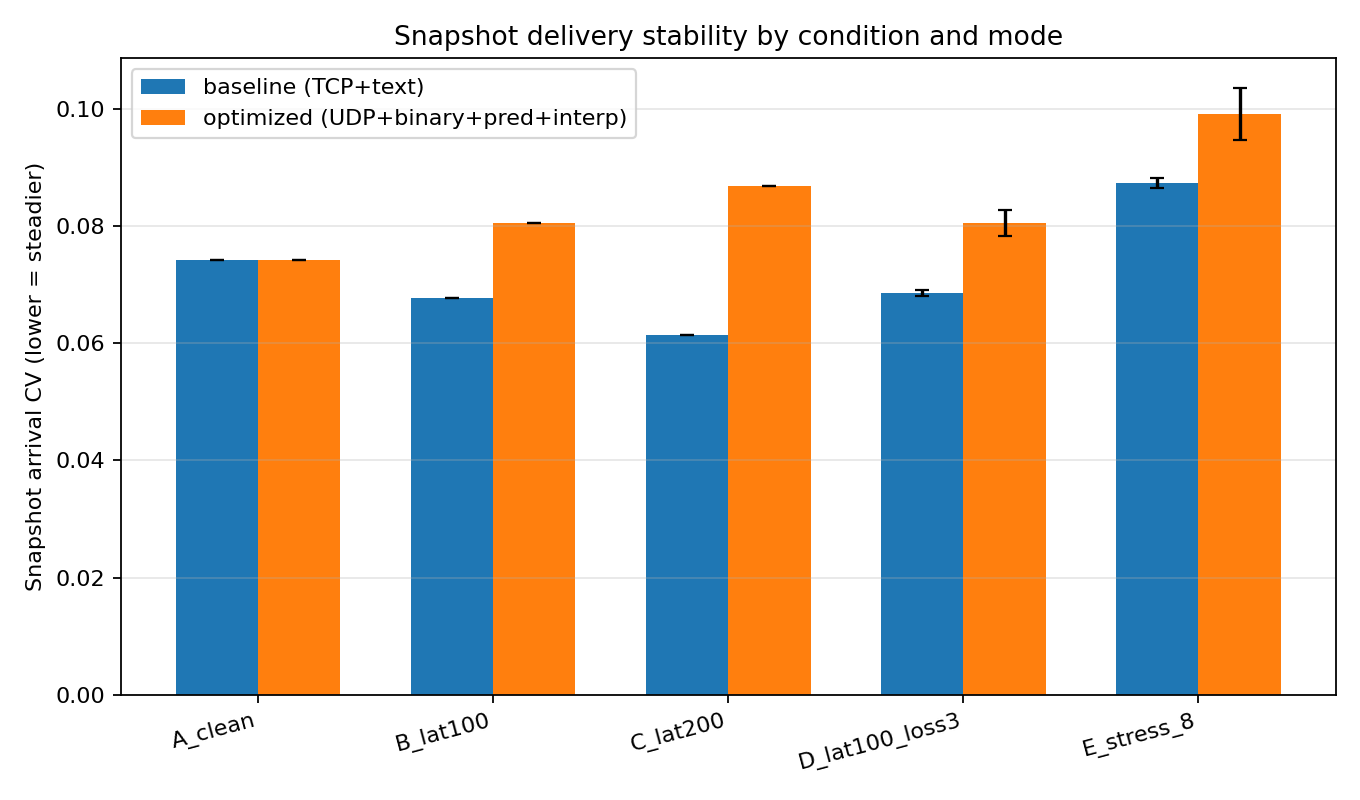 Snapshot delivery stability by condition and mode
baseline (TCP+text)
optimized (UDP+binary+pred+interp)
Snapshot arrival CV (lower = steadier)
0.10
0.08
0.06
0.04
0.02
0.00
A_clean
B_lat100
C_lat200
D_lat100_loss3
E_stress_8